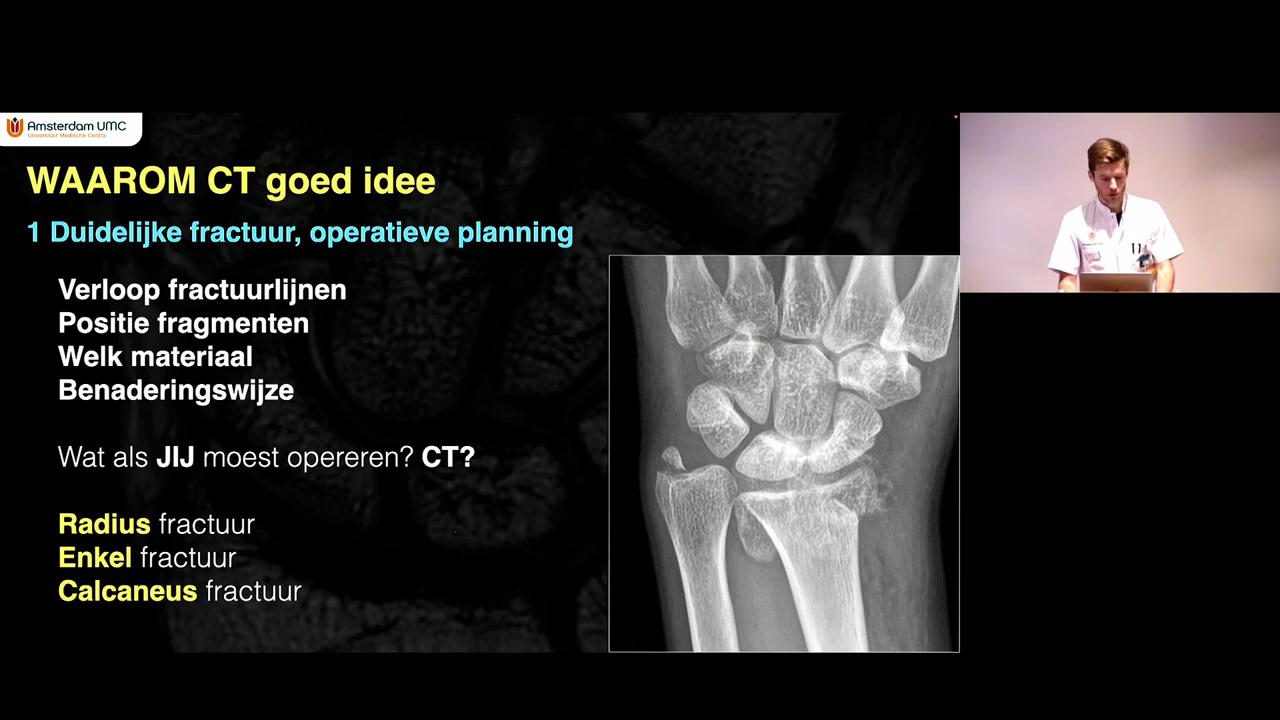 Amsterdam UMC
Universitair Medische Centra
WAAROM CT goed idee
1 Duidelijke fractuur, operatieve planning
Verloop fractuurlijnen
Positie fragmenten
Welk materiaal
Benaderingswijze
Wat als JIJ moest opereren? CT?
Radius fractuur
Enkel fractuur
Calcaneus fractuur